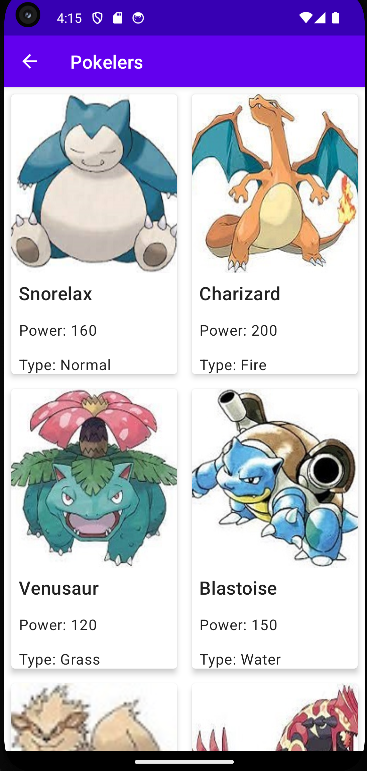 4:15
Pokelers
Snorelax
Charizard
Power: 160
Power: 200
Type: Normal
Type: Fire
Venusaur
Blastoise
Power: 120
Power: 150
Type: Grass
Type: Water